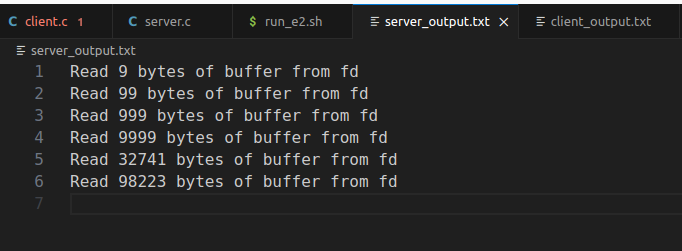 C client.c 1 C server.c $ run_e2.sh server_output.txt × client_output.txt
server_output.txt
1 Read 9 bytes of buffer from fd
2 Read 99 bytes of buffer from fd
3 Read 999 bytes of buffer from fd
4 Read 9999 bytes of buffer from fd
5 Read 32741 bytes of buffer from fd
6 Read 98223 bytes of buffer from fd
7